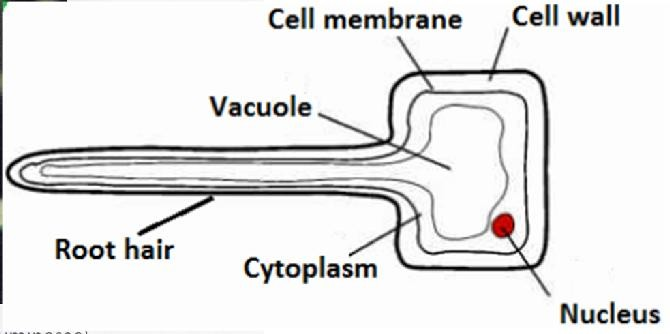 Cell membrane
Cell wall
Vacuole
Root hair
Cytoplasm
Nucleus